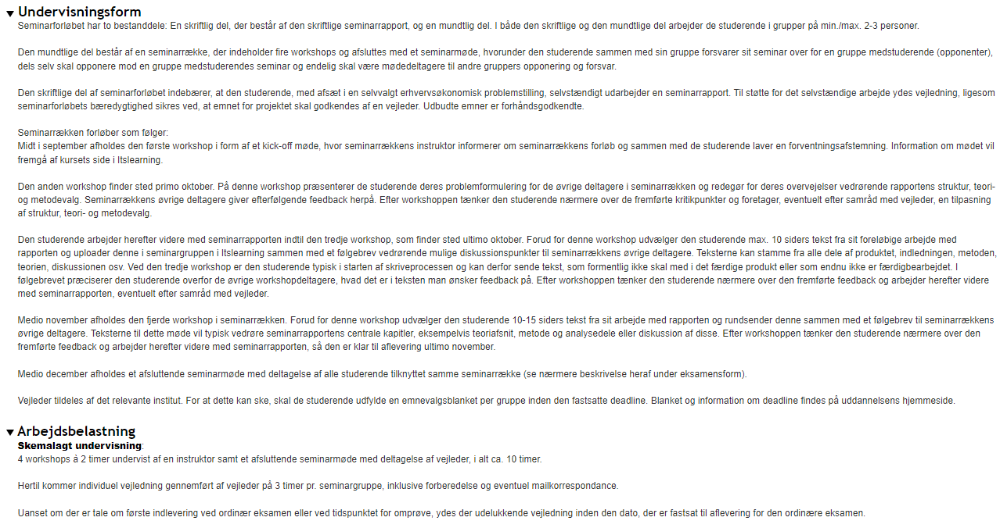 Undervisningsform
Seminarforløbet har to bestanddele: En skriftlig del, der består af den skriftlige seminarrapport, og en mundtlig del. I både den skriftlige og den mundtlige del arbejder de studerende i grupper på min./max. 2-3 personer.
Den mundtlige del består af en seminarrække, der indeholder fire workshops og afsluttes med et seminarmøde, hvorunder den studerende sammen med sin gruppe forsvarer sit seminar over for en gruppe medstuderende (opponenter),
dels selv skal opponere mod en gruppe medstuderendes seminar og endelig skal være mødedeltagere til andre gruppers opponering og forsvar.
Den skriftlige del af seminarforløbet indebærer, at den studerende, med afsæt i en selvvalgt erhvervsøkonomisk problemstilling, selvstændigt udarbejder en seminarrapport. Til støtte for det selvstændige arbejde ydes vejledning, ligesom
seminarforløbets bæredygtighed sikres ved, at emnet for projektet skal godkendes af en vejleder. Udbudte emner er forhåndsgodkendte.
Seminarrækken forløber som følger:
Midt i september afholdes den første workshop i form af et kick-off møde, hvor seminarrækkens instruktor informerer om seminarrækkens forløb og sammen med de studerende laver en forventningsafstemning. Information om mødet vil
fremgå af kursets side i Itslearning.
Den anden workshop finder sted primo oktober. På denne workshop præsenterer de studerende deres problemformulering for de øvrige deltagere i seminarrækken og redegør for deres overvejelser vedrørende rapportens struktur, teori-
og metodevalg. Seminarrækkens øvrige deltagere giver efterfølgende feedback herpå. Efter workshoppen tænker den studerende nærmere over de fremførte kritikpunkter og foretager, eventuelt efter samråd med vejleder, en tilpasning
af struktur, teori- og metodevalg.
Den studerende arbejder herefter videre med seminarrapporten indtil den tredje workshop, som finder sted ultimo oktober. Forud for denne workshop udvælger den studerende max. 10 siders tekst fra sit foreløbige arbejde med
rapporten og uploader denne i seminargruppen i Itslearning sammen med et følgebrev vedrørende mulige diskussionspunkter til seminarrækkens øvrige deltagere. Teksterne kan stamme fra alle dele af produktet, indledningen, metoden,
teorien, diskussionen osv. Ved den tredje workshop er den studerende typisk i starten af skriveprocessen og kan derfor sende tekst, som formentlig ikke skal med i det færdige produkt eller som endnu ikke er færdigbearbejdet. I
følgebrevet præciserer den studerende overfor de øvrige workshopdeltagere, hvad det er i teksten man ønsker feedback på. Efter workshoppen tænker den studerende nærmere over den fremførte feedback og arbejder herefter videre
med seminarrapporten, eventuelt efter samråd med vejleder.
Medio november afholdes den fjerde workshop i seminarrækken. Forud for denne workshop udvælger den studerende 10-15 siders tekst fra sit arbejde med rapporten og rundsender denne sammen med et følgebrev til seminarrækkens
øvrige deltagere. Teksterne til dette møde vil typisk vedrøre seminarrapportens centrale kapitler, eksempelvis teoriafsnit, metode og analysedele eller diskussion af disse. Efter workshoppen tænker den studerende nærmere over den
fremførte feedback og arbejder herefter videre med seminarrapporten, så den er klar til aflevering ultimo november.
Medio december afholdes et afsluttende seminarmøde med deltagelse af alle studerende tilknyttet samme seminarrække (se nærmere beskrivelse heraf under eksamensform).
Vejleder tildeles af det relevante institut. For at dette kan ske, skal de studerende udfylde en emnevalgsblanket per gruppe inden den fastsatte deadline. Blanket og information om deadline findes på uddannelsens hjemmeside.
Arbejdsbelastning
Skemalagt undervisning:
4 workshops à 2 timer undervist af en instruktor samt et afsluttende seminarmøde med deltagelse af vejleder, i alt ca. 10 timer.
Hertil kommer individuel vejledning gennemført af vejleder på 3 timer pr. seminargruppe, inklusive forberedelse og eventuel mailkorrespondance.
Uanset om der er tale om første indlevering ved ordinær eksamen eller ved tidspunktet for omprøve, ydes der udelukkende vejledning inden den dato, der er fastsat til aflevering for den ordinære eksamen.